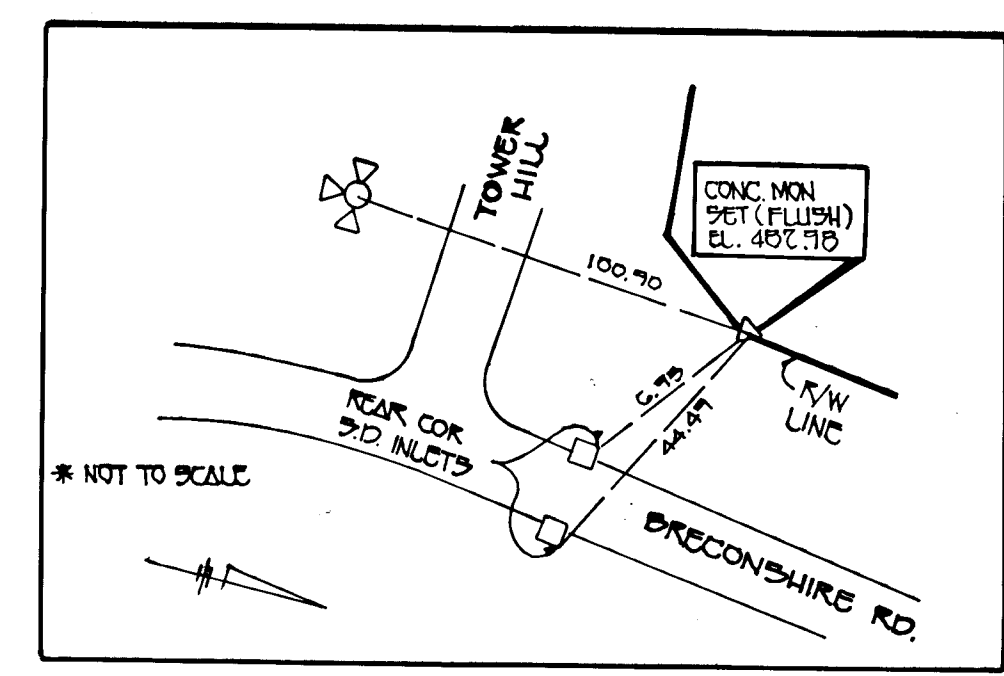 TOWER
HILL
CONC. MON
SET (FLUSH)
EL. 487.98
100.90
6.95
44.49
R/W
LINE
REAR COR
S.D. INLETS
* NOT TO SCALE
BRECONSHIRE RD.